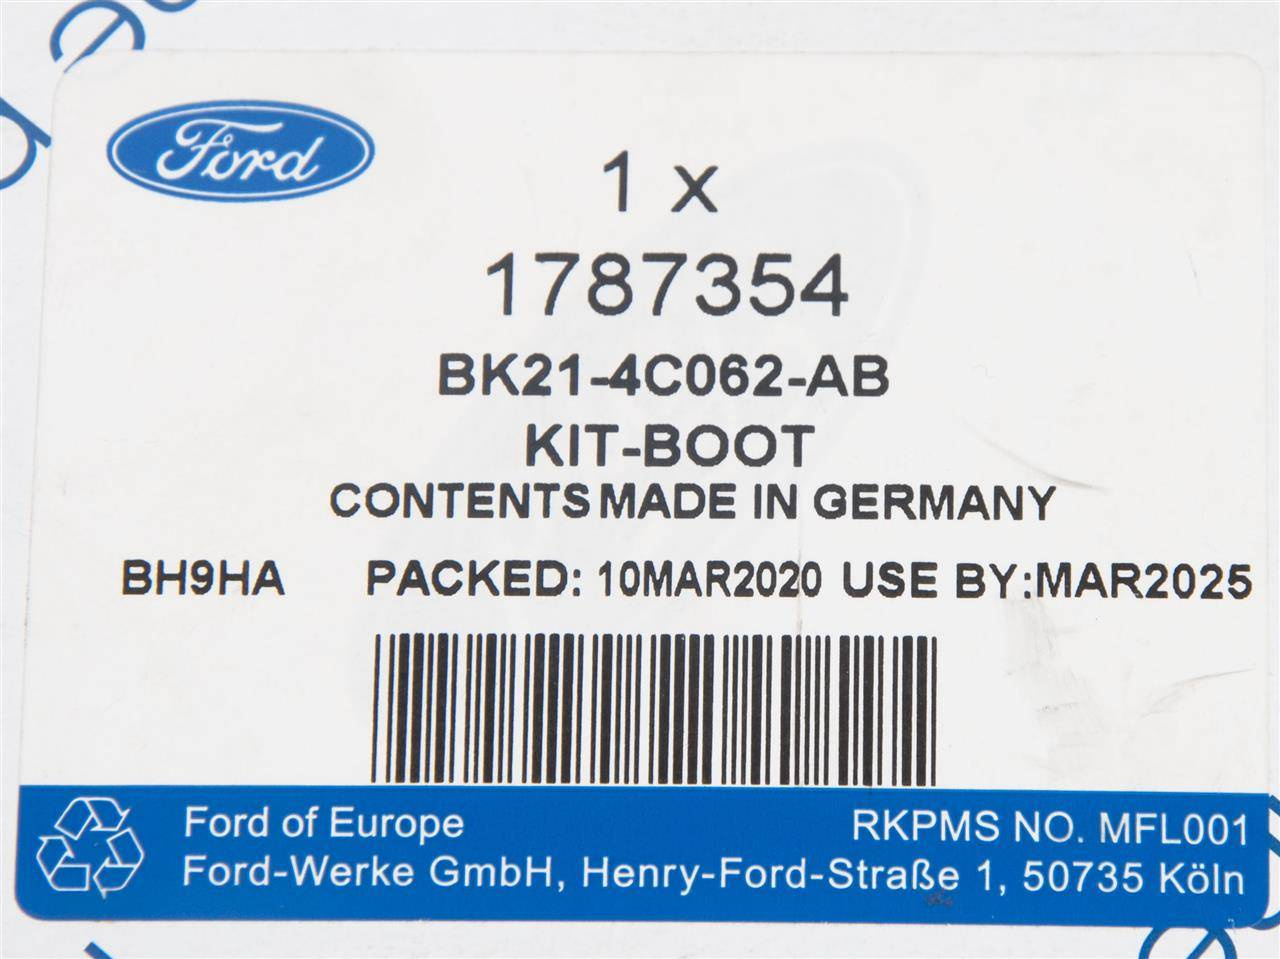 Ford
1 x
1787354
BK21-4C062-AB
KIT-BOOT
CONTENTS MADE IN GERMANY
BH9HA PACKED: 10MAR2020 USE BY:MAR2025
Ford of Europe
RKPMS NO. MFL001
Ford-Werke GmbH, Henry-Ford-Straße 1, 50735 Köln